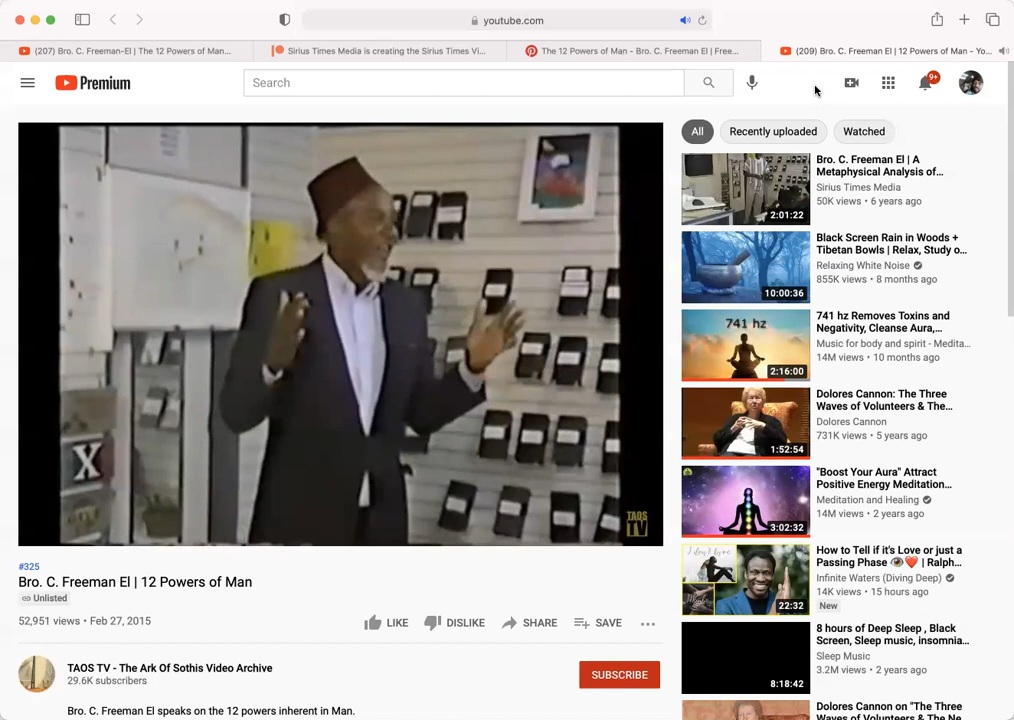 youtube.com
(207) Bro. C. Freeman-El | The 12 Powers of Man...
Sirius Times Media is creating the Sirius Times Vi...
The 12 Powers of Man - Bro. C. Freeman El | Free...
(209) Bro. C. Freeman El | 12 Powers of Man - Yo...
Premium
Search
9+
All
Recently uploaded
Watched
X
TAOS
TV
#325
Bro. C. Freeman El | 12 Powers of Man
Unlisted
52,951 views • Feb 27, 2015
LIKE
DISLIKE
SHARE
SAVE
TAOS TV - The Ark Of Sothis Video Archive
29.6K subscribers
SUBSCRIBE
Bro. C. Freeman El speaks on the 12 powers inherent in Man.
2:01:22
Bro. C. Freeman El | A
Metaphysical Analysis of...
Sirius Times Media
50K views • 6 years ago
10:00:36
Black Screen Rain in Woods +
Tibetan Bowls | Relax, Study o...
Relaxing White Noise
855K views • 8 months ago
741 hz
2:16:00
741 hz Removes Toxins and
Negativity, Cleanse Aura,...
Music for body and spirit - Medita...
14M views • 10 months ago
1:52:54
Dolores Cannon: The Three
Waves of Volunteers & The...
Dolores Cannon
731K views • 5 years ago
3:02:32
"Boost Your Aura" Attract
Positive Energy Meditation...
Meditation and Healing
14M views • 2 years ago
22:32
How to Tell if it's Love or just a
Passing Phase 👁️❤️ | Ralph...
Infinite Waters (Diving Deep)
14K views • 15 hours ago
New
8:18:42
8 hours of Deep Sleep , Black
Screen, Sleep music, insomnia...
Sleep Music
3.2M views • 2 years ago
Dolores Cannon on "The Three
Waves of Volunteers & The Ne